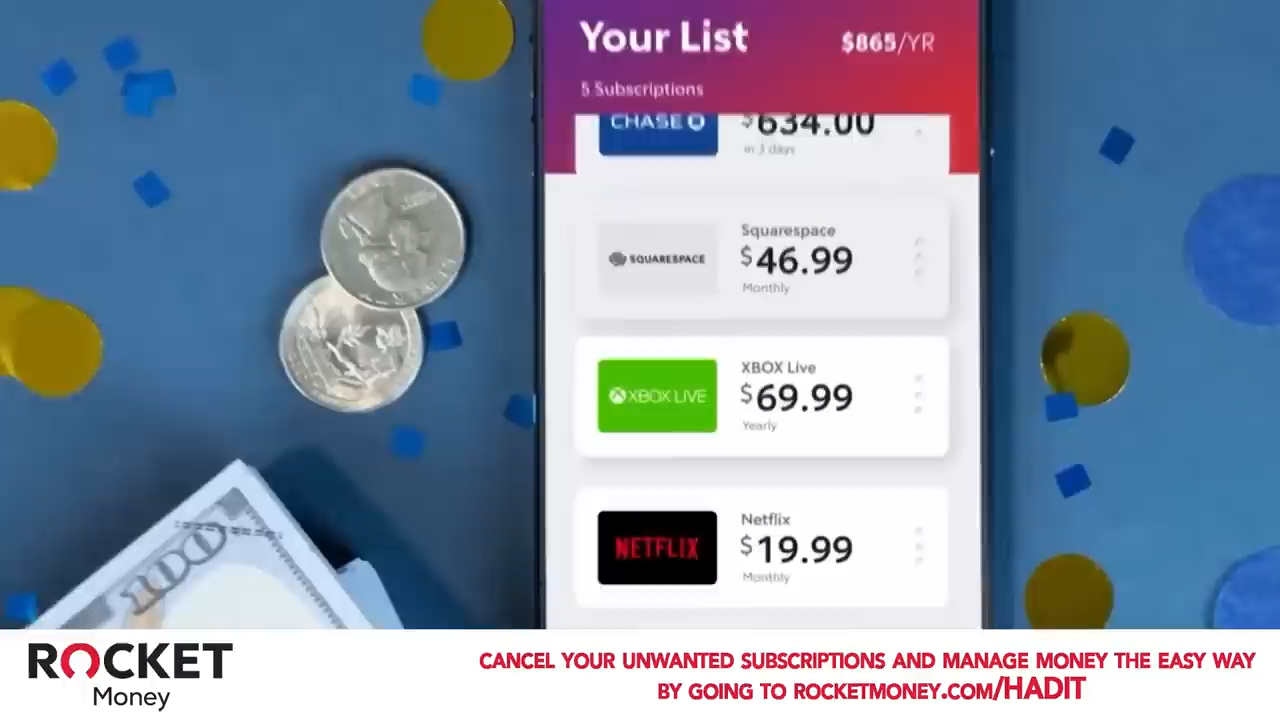 Your List
$865/YR
5 Subscriptions
CHASE
$634.00
in 3 days
Squarespace
SQUARESPACE
$46.99
Monthly
XBOX Live
XBOX LIVE
$69.99
Yearly
Netflix
NETFLIX
$19.99
Monthly
100
ROCKET
Money
CANCEL YOUR UNWANTED SUBSCRIPTIONS AND MANAGE MONEY THE EASY WAY
BY GOING TO ROCKETMONEY.COM/HADIT